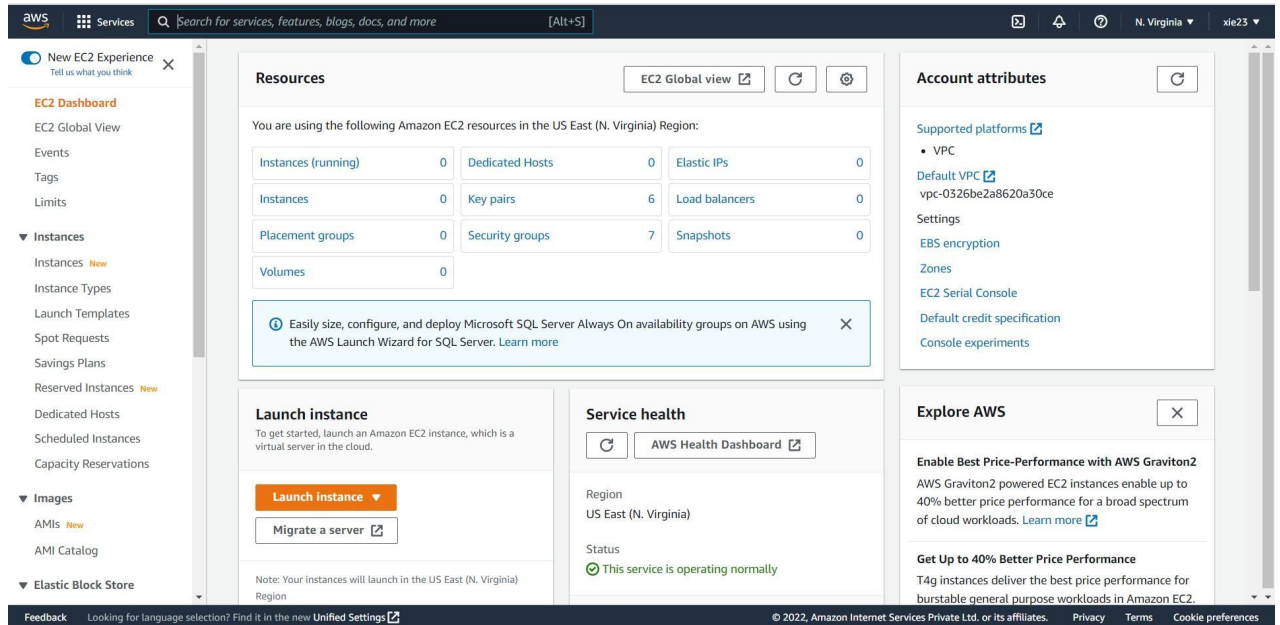 aws
Services
Search for services, features, blogs, docs, and more
[Alt+S]
N. Virginia
xie23
New EC2 Experience
Tell us what you think
EC2 Dashboard
EC2 Global View
Events
Tags
Limits
Instances
Instances New
Instance Types
Launch Templates
Spot Requests
Savings Plans
Reserved Instances New
Dedicated Hosts
Scheduled Instances
Capacity Reservations
Images
AMIs New
AMI Catalog
Elastic Block Store
Resources
EC2 Global view
You are using the following Amazon EC2 resources in the US East (N. Virginia) Region:
Instances (running) 0
Dedicated Hosts 0
Elastic IPs 0
Instances 0
Key pairs 6
Load balancers 0
Placement groups 0
Security groups 7
Snapshots 0
Volumes 0
Easily size, configure, and deploy Microsoft SQL Server Always On availability groups on AWS using
the AWS Launch Wizard for SQL Server. Learn more
Launch instance
To get started, launch an Amazon EC2 instance, which is a
virtual server in the cloud.
Launch instance
Migrate a server
Note: Your instances will launch in the US East (N. Virginia)
Region
Service health
AWS Health Dashboard
Region
US East (N. Virginia)
Status
This service is operating normally
Account attributes
Supported platforms
• VPC
Default VPC
vpc-0326be2a8620a30ce
Settings
EBS encryption
Zones
EC2 Serial Console
Default credit specification
Console experiments
Explore AWS
Enable Best Price-Performance with AWS Graviton2
AWS Graviton2 powered EC2 instances enable up to
40% better price performance for a broad spectrum
of cloud workloads. Learn more
Get Up to 40% Better Price Performance
T4g instances deliver the best price performance for
burstable general purpose workloads in Amazon EC2.
Feedback
Looking for language selection? Find it in the new Unified Settings
© 2022, Amazon Internet Services Private Ltd. or its affiliates.
Privacy
Terms
Cookie preferences